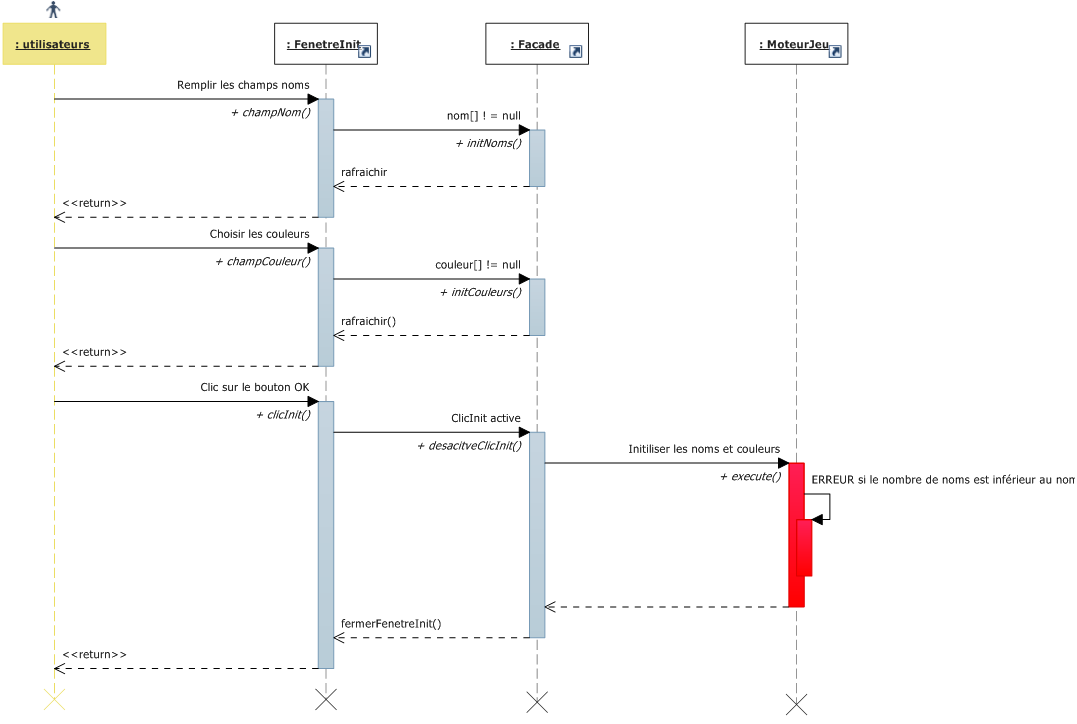 : utilisateurs
: FenetreInit
: Facade
: MoteurJeu
Remplir les champs noms
+ champNom()
nom[] ! = null
+ initNoms()
rafraichir
<<return>>
Choisir les couleurs
+ champCouleur()
couleur[] != null
+ initCouleurs()
rafraichir()
<<return>>
Clic sur le bouton OK
+ clicInit()
ClicInit active
+ desacitveClicInit()
Initiliser les noms et couleurs
+ execute()
ERREUR si le nombre de noms est inférieur au nom
fermerFenetreInit()
<<return>>